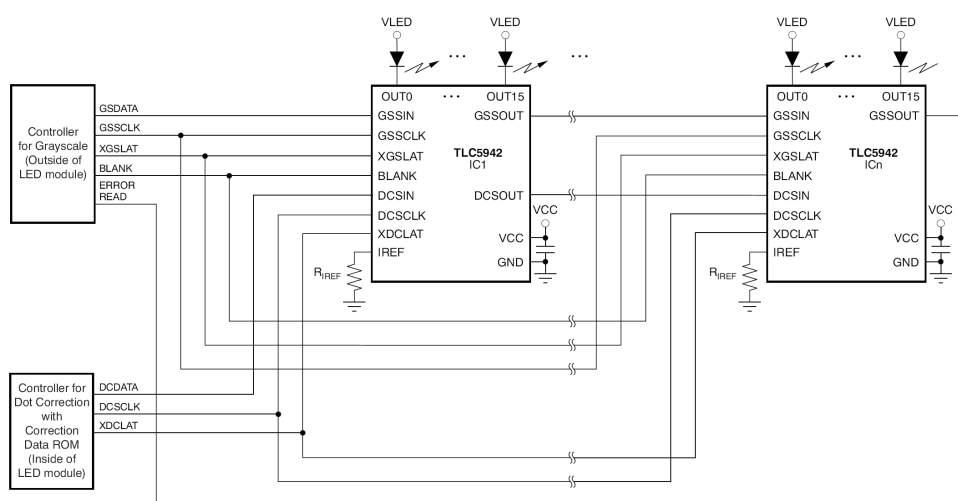 VLED
VLED
VLED
VLED
... ...
... ...
OUT0 ... OUT15
OUT0 ... OUT15
Controller
for Grayscale
(Outside of
LED module)
GSDATA
GSSCLK
XGSLAT
BLANK
ERROR
READ
GSSIN
GSSCLK
XGSLAT
BLANK
DCSIN
DCSCLK
XDCLAT
IREF
GSSOUT
TLC5942
IC1
DCSOUT
VCC
VCC
GND
RIREF
GSSIN
GSSCLK
XGSLAT
BLANK
DCSIN
DCSCLK
XDCLAT
IREF
GSSOUT
TLC5942
ICn
VCC
VCC
GND
RIREF
Controller for
Dot Correction
with
Correction
Data ROM
(Inside of
LED module)
DCDATA
DCSCLK
XDCLAT